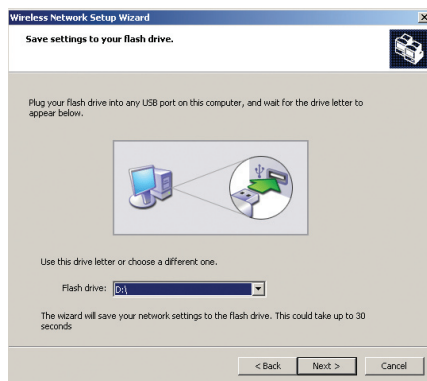 Wireless Network Setup Wizard
Save settings to your flash drive.
Plug your flash drive into any USB port on this computer, and wait for the drive letter to
appear below.
Use this drive letter or choose a different one.
Flash drive: D:\
The wizard will save your network settings to the flash drive. This could take up to 30
seconds
< Back Next > Cancel